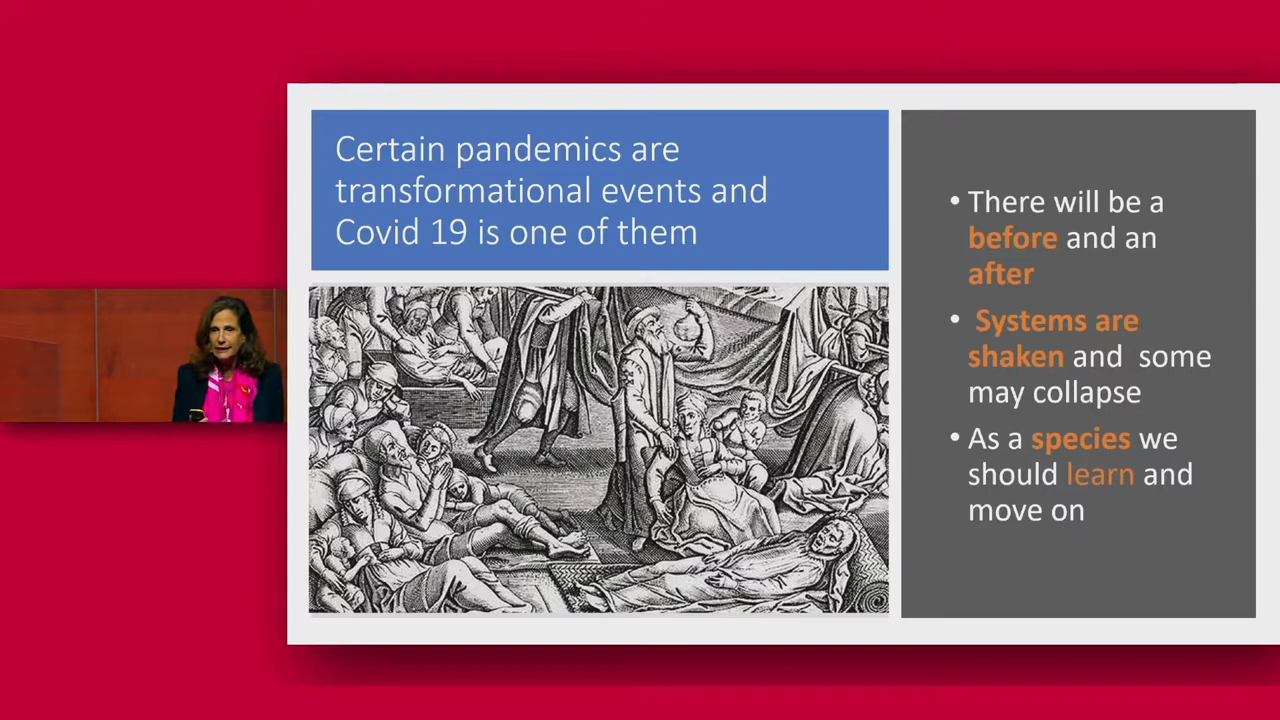 Certain pandemics are
transformational events and
Covid 19 is one of them
• There will be a
before and an
after
• Systems are
shaken and some
may collapse
• As a species we
should learn and
move on